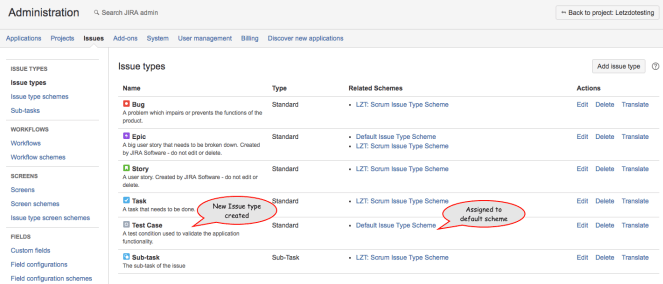 Administration
Search JIRA admin
Back to project: Letzdotesting
Applications Projects Issues Add-ons System User management Billing Discover new applications
ISSUE TYPES
Issue types
Issue type schemes
Sub-tasks
WORKFLOWS
Workflows
Workflow schemes
SCREENS
Screens
Screen schemes
Issue type screen schemes
FIELDS
Custom fields
Field configurations
Field configuration schemes
Issue types
Add issue type
Name Type Related Schemes Actions
Bug Standard • LZT: Scrum Issue Type Scheme Edit Delete Translate
A problem which impairs or prevents the functions of the
product.
Epic Standard • Default Issue Type Scheme Edit Delete Translate
A big user story that needs to be broken down. Created • LZT: Scrum Issue Type Scheme
by JIRA Software - do not edit or delete.
Story Standard • LZT: Scrum Issue Type Scheme Edit Delete Translate
A user story. Created by JIRA Software - do not edit or
delete.
Task Standard • LZT: Scrum Issue Type Scheme Edit Delete Translate
A task that needs to be done.
New Issue type
created
Assigned to
default scheme
Test Case Standard • Default Issue Type Scheme Edit Delete Translate
A test condition used to validate the application
functionality.
Sub-task Sub-Task • LZT: Scrum Issue Type Scheme Edit Delete Translate
The sub-task of the issue